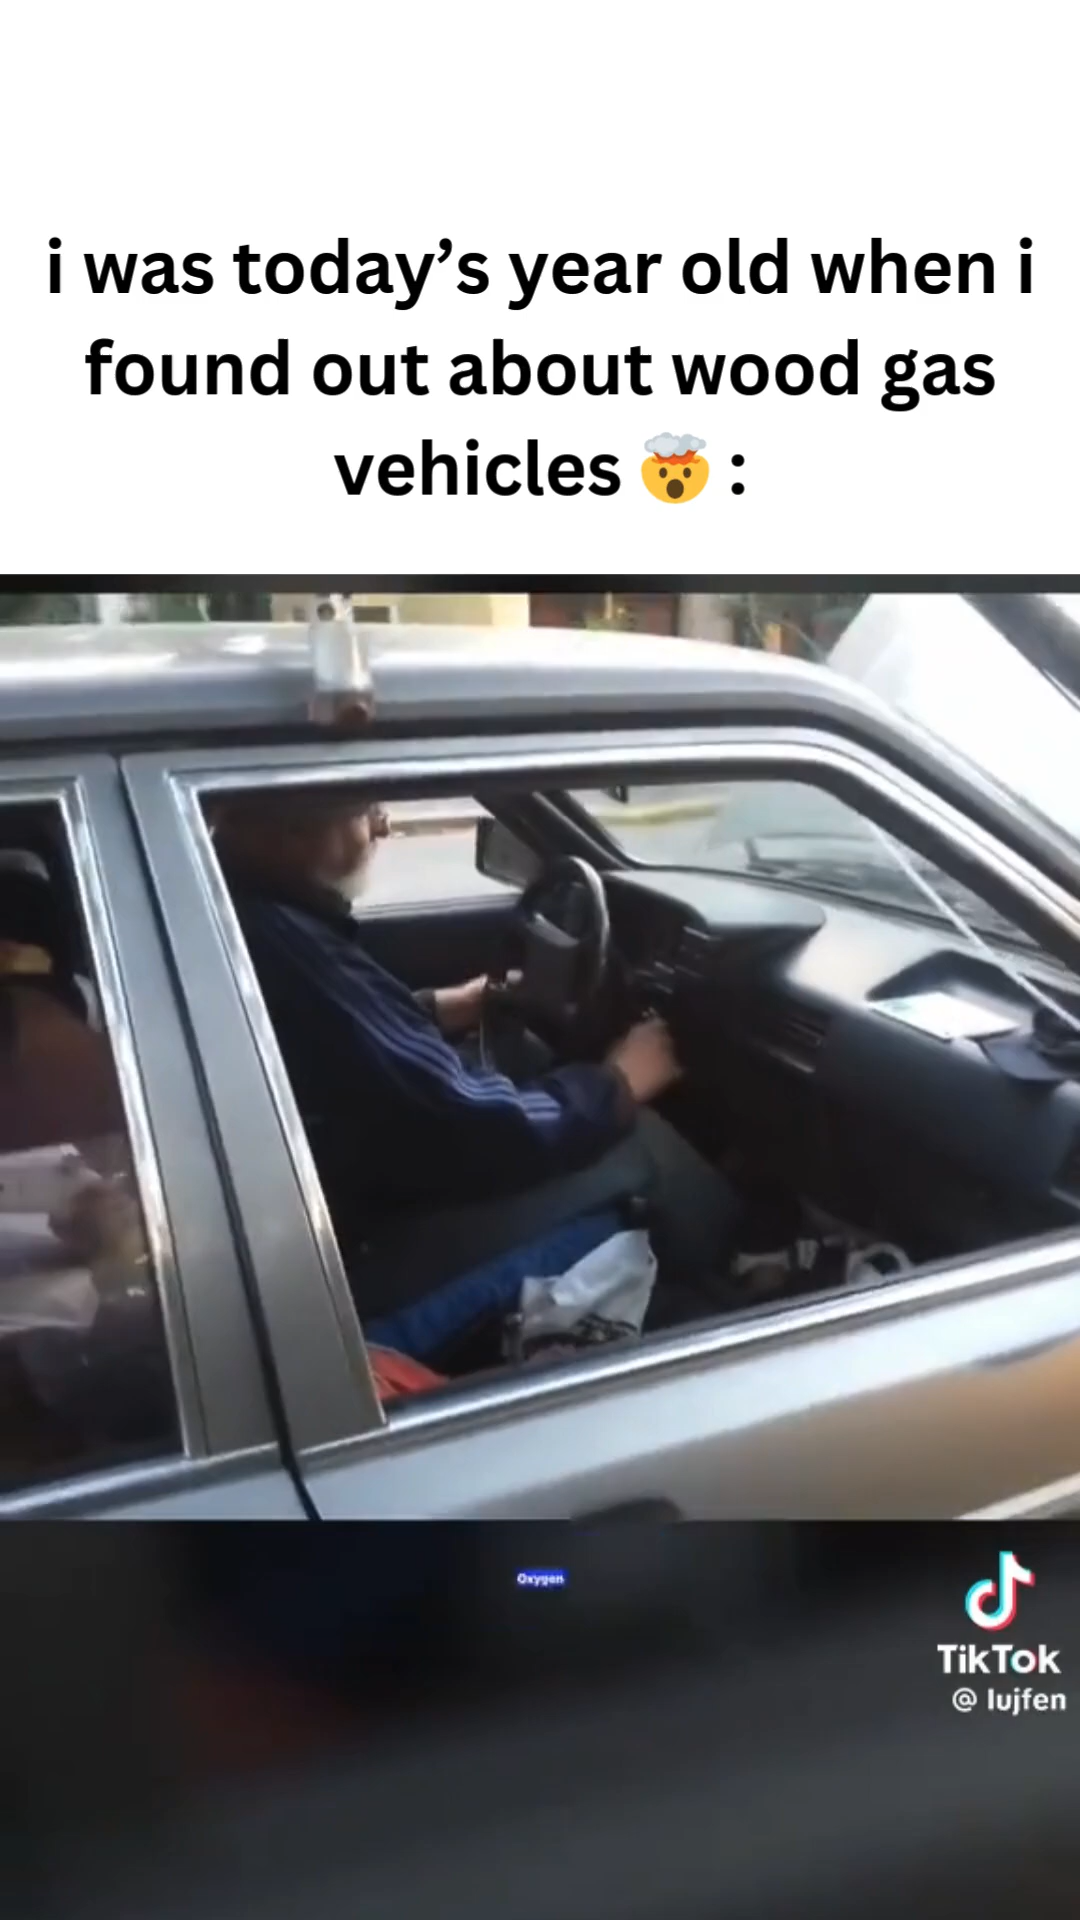 i was today’s year old when i
found out about wood gas
vehicles 🤯 :
Oxygen
TikTok
@ lujfen